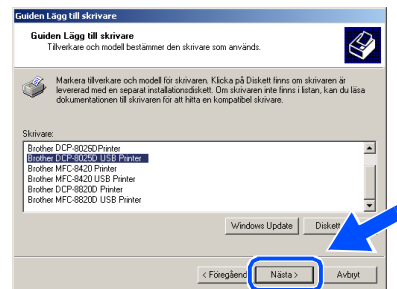 Guiden Lägg till skrivare
Guiden Lägg till skrivare
Tillverkare och modell bestämmer den skrivare som används.
Markera tillverkare och modell för skrivaren. Klicka på Diskett finns om skrivaren är
levererad med en separat installationsdiskett. Om skrivaren inte finns i listan, kan du läsa
dokumentationen till skrivaren för att hitta en kompatibel skrivare.
Skrivare:
Brother DCP-8025D Printer
Brother DCP-8025D USB Printer
Brother MFC-8420 Printer
Brother MFC-8420 USB Printer
Brother DCP-8820D Printer
Brother MFC-8820D USB Printer
Windows Update Diskett
< Föregående Nästa > Avbryt